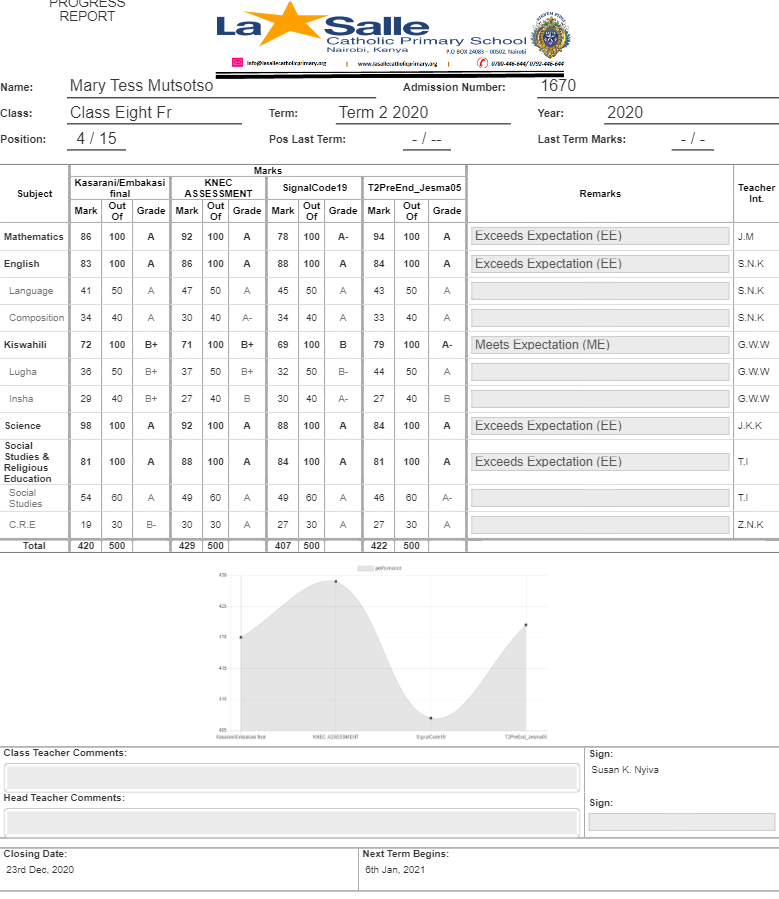 PROGRESS
REPORT
La Salle
Catholic Primary School
Nairobi, Kenya P.O BOX 24083 – 00502. Nairobi
info@lasallecatholicprimary.org | www.lasallecatholicprimary.org | 0780-446-644/ 0792-446-644
Name: Mary Tess Mutsotso Admission Number: 1670
Class: Class Eight Fr Term: Term 2 2020 Year: 2020
Position: 4 / 15 Pos Last Term: - / -- Last Term Marks: - / -
Subject Marks Remarks Teacher Int.
Kasarani/Embakasi final KNEC ASSESSMENT SignalCode19 T2PreEnd_Jesma05
Mark Out Of Grade Mark Out Of Grade Mark Out Of Grade Mark Out Of Grade
Mathematics 86 100 A 92 100 A 78 100 A- 94 100 A Exceeds Expectation (EE) J.M
English 83 100 A 86 100 A 88 100 A 84 100 A Exceeds Expectation (EE) S.N.K
Language 41 50 A 47 50 A 45 50 A 43 50 A S.N.K
Composition 34 40 A 30 40 A- 34 40 A 33 40 A S.N.K
Kiswahili 72 100 B+ 71 100 B+ 69 100 B 79 100 A- Meets Expectation (ME) G.W.W
Lugha 36 50 B+ 37 50 B+ 32 50 B- 44 50 A G.W.W
Insha 29 40 B+ 27 40 B 30 40 A- 27 40 B G.W.W
Science 98 100 A 92 100 A 88 100 A 84 100 A Exceeds Expectation (EE) J.K.K
Social Studies & Religious Education 81 100 A 88 100 A 84 100 A 81 100 A Exceeds Expectation (EE) T.I
Social Studies 54 60 A 49 60 A 49 60 A 46 60 A- T.I
C.R.E 19 30 B- 30 30 A 27 30 A 27 30 A Z.N.K
Total 420 500 429 500 407 500 422 500
performance
430
425
420
415
410
405
Kasarani/Embakasi final KNEC ASSESSMENT SignalCode19 T2PreEnd_Jesma05
Class Teacher Comments: Sign:
Susan K. Nyiva
Head Teacher Comments: Sign:
Closing Date: Next Term Begins:
23rd Dec, 2020 6th Jan, 2021